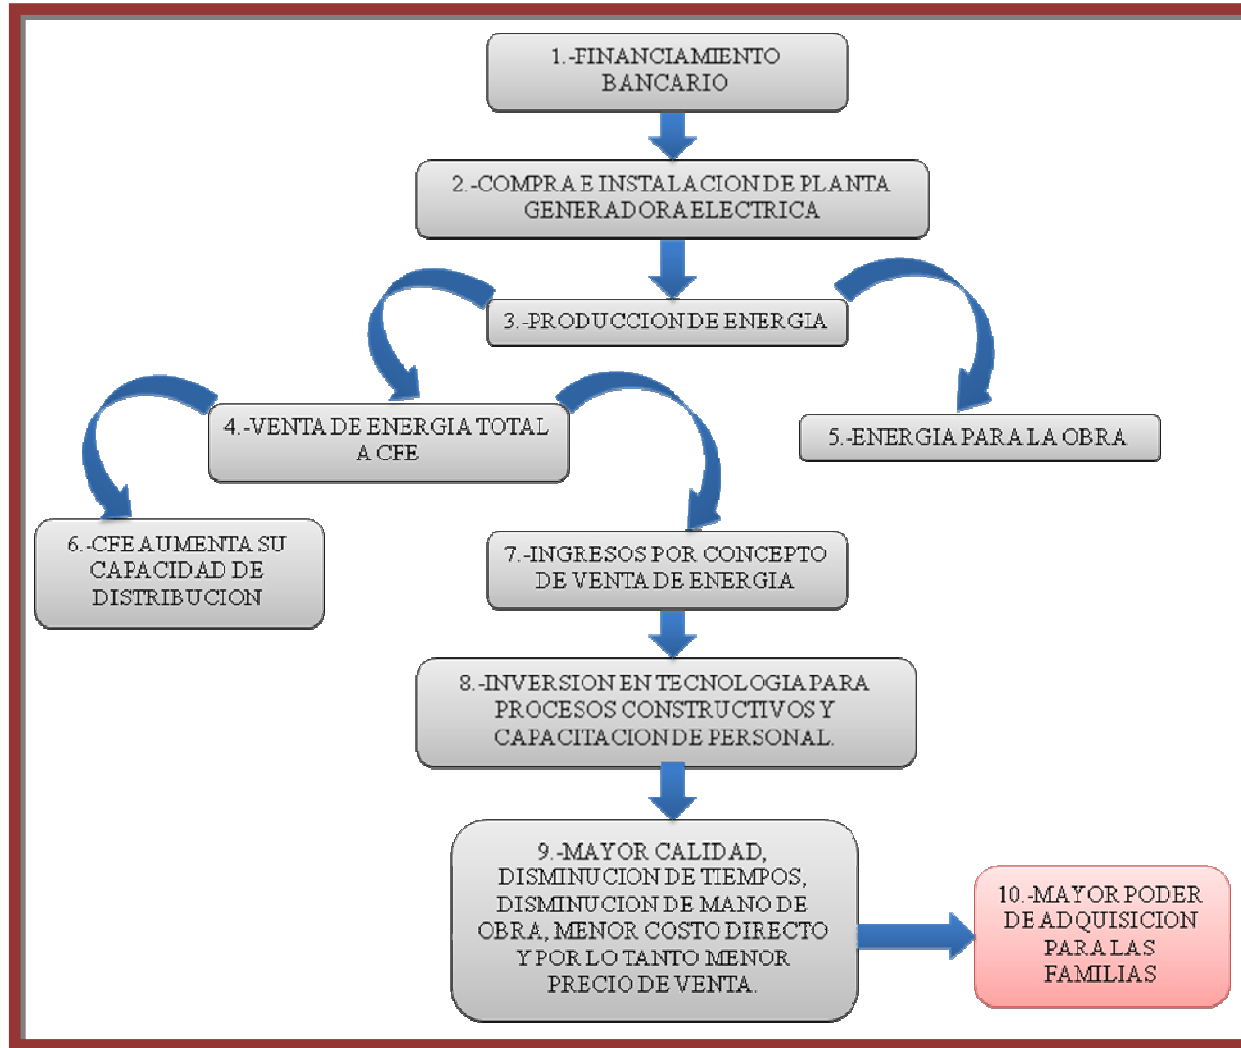 1.-FINANCIAMIENTO
BANCARIO
2.-COMPRA E INSTALACION DE PLANTA
GENERADORA ELECTRICA
3.-PRODUCCION DE ENERGIA
4.-VENTA DE ENERGIA TOTAL
A CFE
5.-ENERGIA PARA LA OBRA
6.-CFE AUMENTA SU
CAPACIDAD DE
DISTRIBUCION
7.-INGRESOS POR CONCEPTO
DE VENTA DE ENERGIA
8.-INVERSION EN TECNOLOGIA PARA
PROCESOS CONSTRUCTIVOS Y
CAPACITACION DE PERSONAL.
9.-MAYOR CALIDAD,
DISMINUCION DE TIEMPOS,
DISMINUCION DE MANO DE
OBRA, MENOR COSTO DIRECTO
Y POR LO TANTO MENOR
PRECIO DE VENTA.
10.-MAYOR PODER
DE ADQUISICION
PARA LAS
FAMILIAS